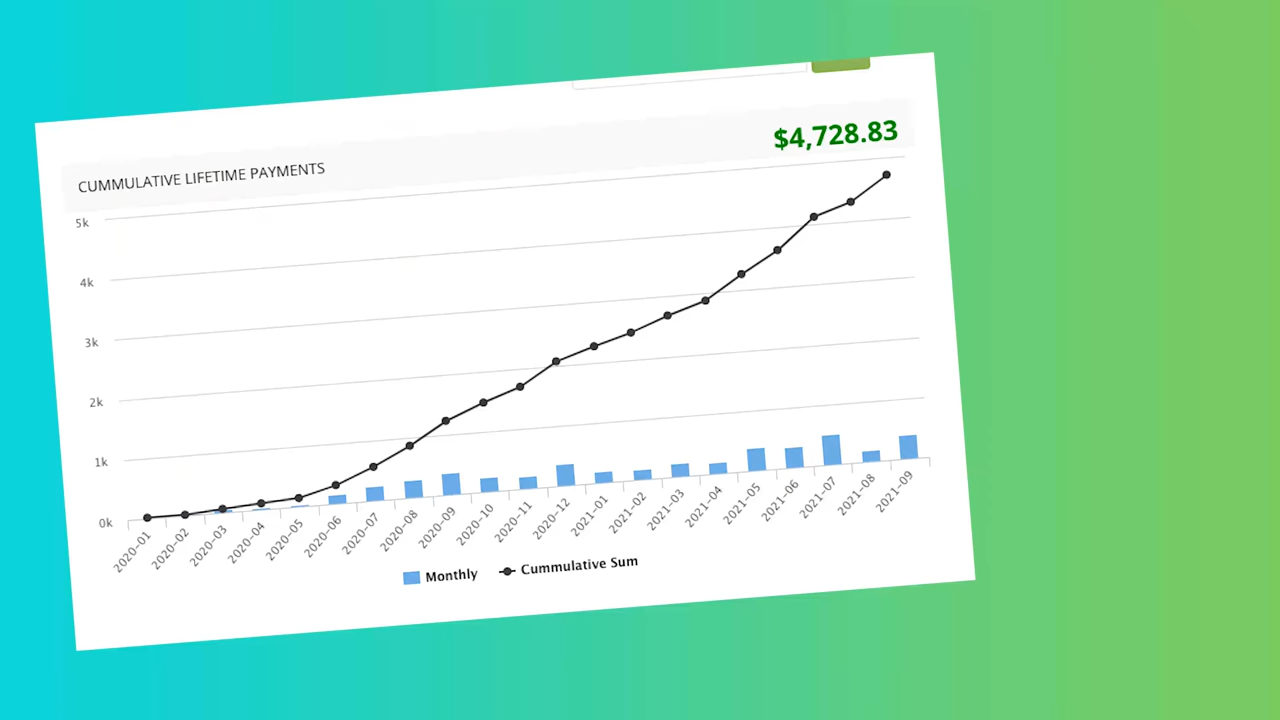 $4,728.83
CUMMULATIVE LIFETIME PAYMENTS
5k
4k
3k
2k
1k
0k
2020-01
2020-02
2020-03
2020-04
2020-05
2020-06
2020-07
2020-08
2020-09
2020-10
2020-11
2020-12
2021-01
2021-02
2021-03
2021-04
2021-05
2021-06
2021-07
2021-08
2021-09
Monthly
Cummulative Sum